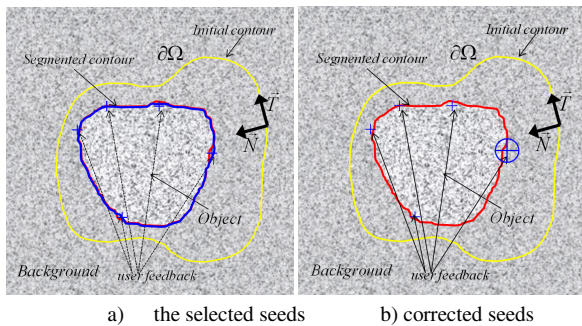 Initial contour
∂Ω
Segmented contour
T⃗
N⃗
Object
Background
user feedback
Initial contour
∂Ω
Segmented contour
T⃗
N⃗
Object
Background
user feedback
a) the selected seeds
b) corrected seeds